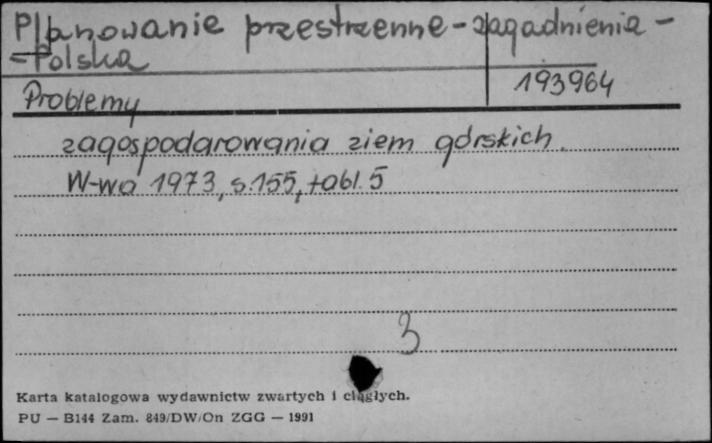 Planowanie przestrzenne - zagadnienia -
- Polska
193964
Problemy
zagospodarowania ziem górskich.
W-wa 1973, s.155, tabl. 5
3
Karta katalogowa wydawnictw zwartych i ciągłych.
PU — B144 Zam. 849/DW/On ZGG — 1991